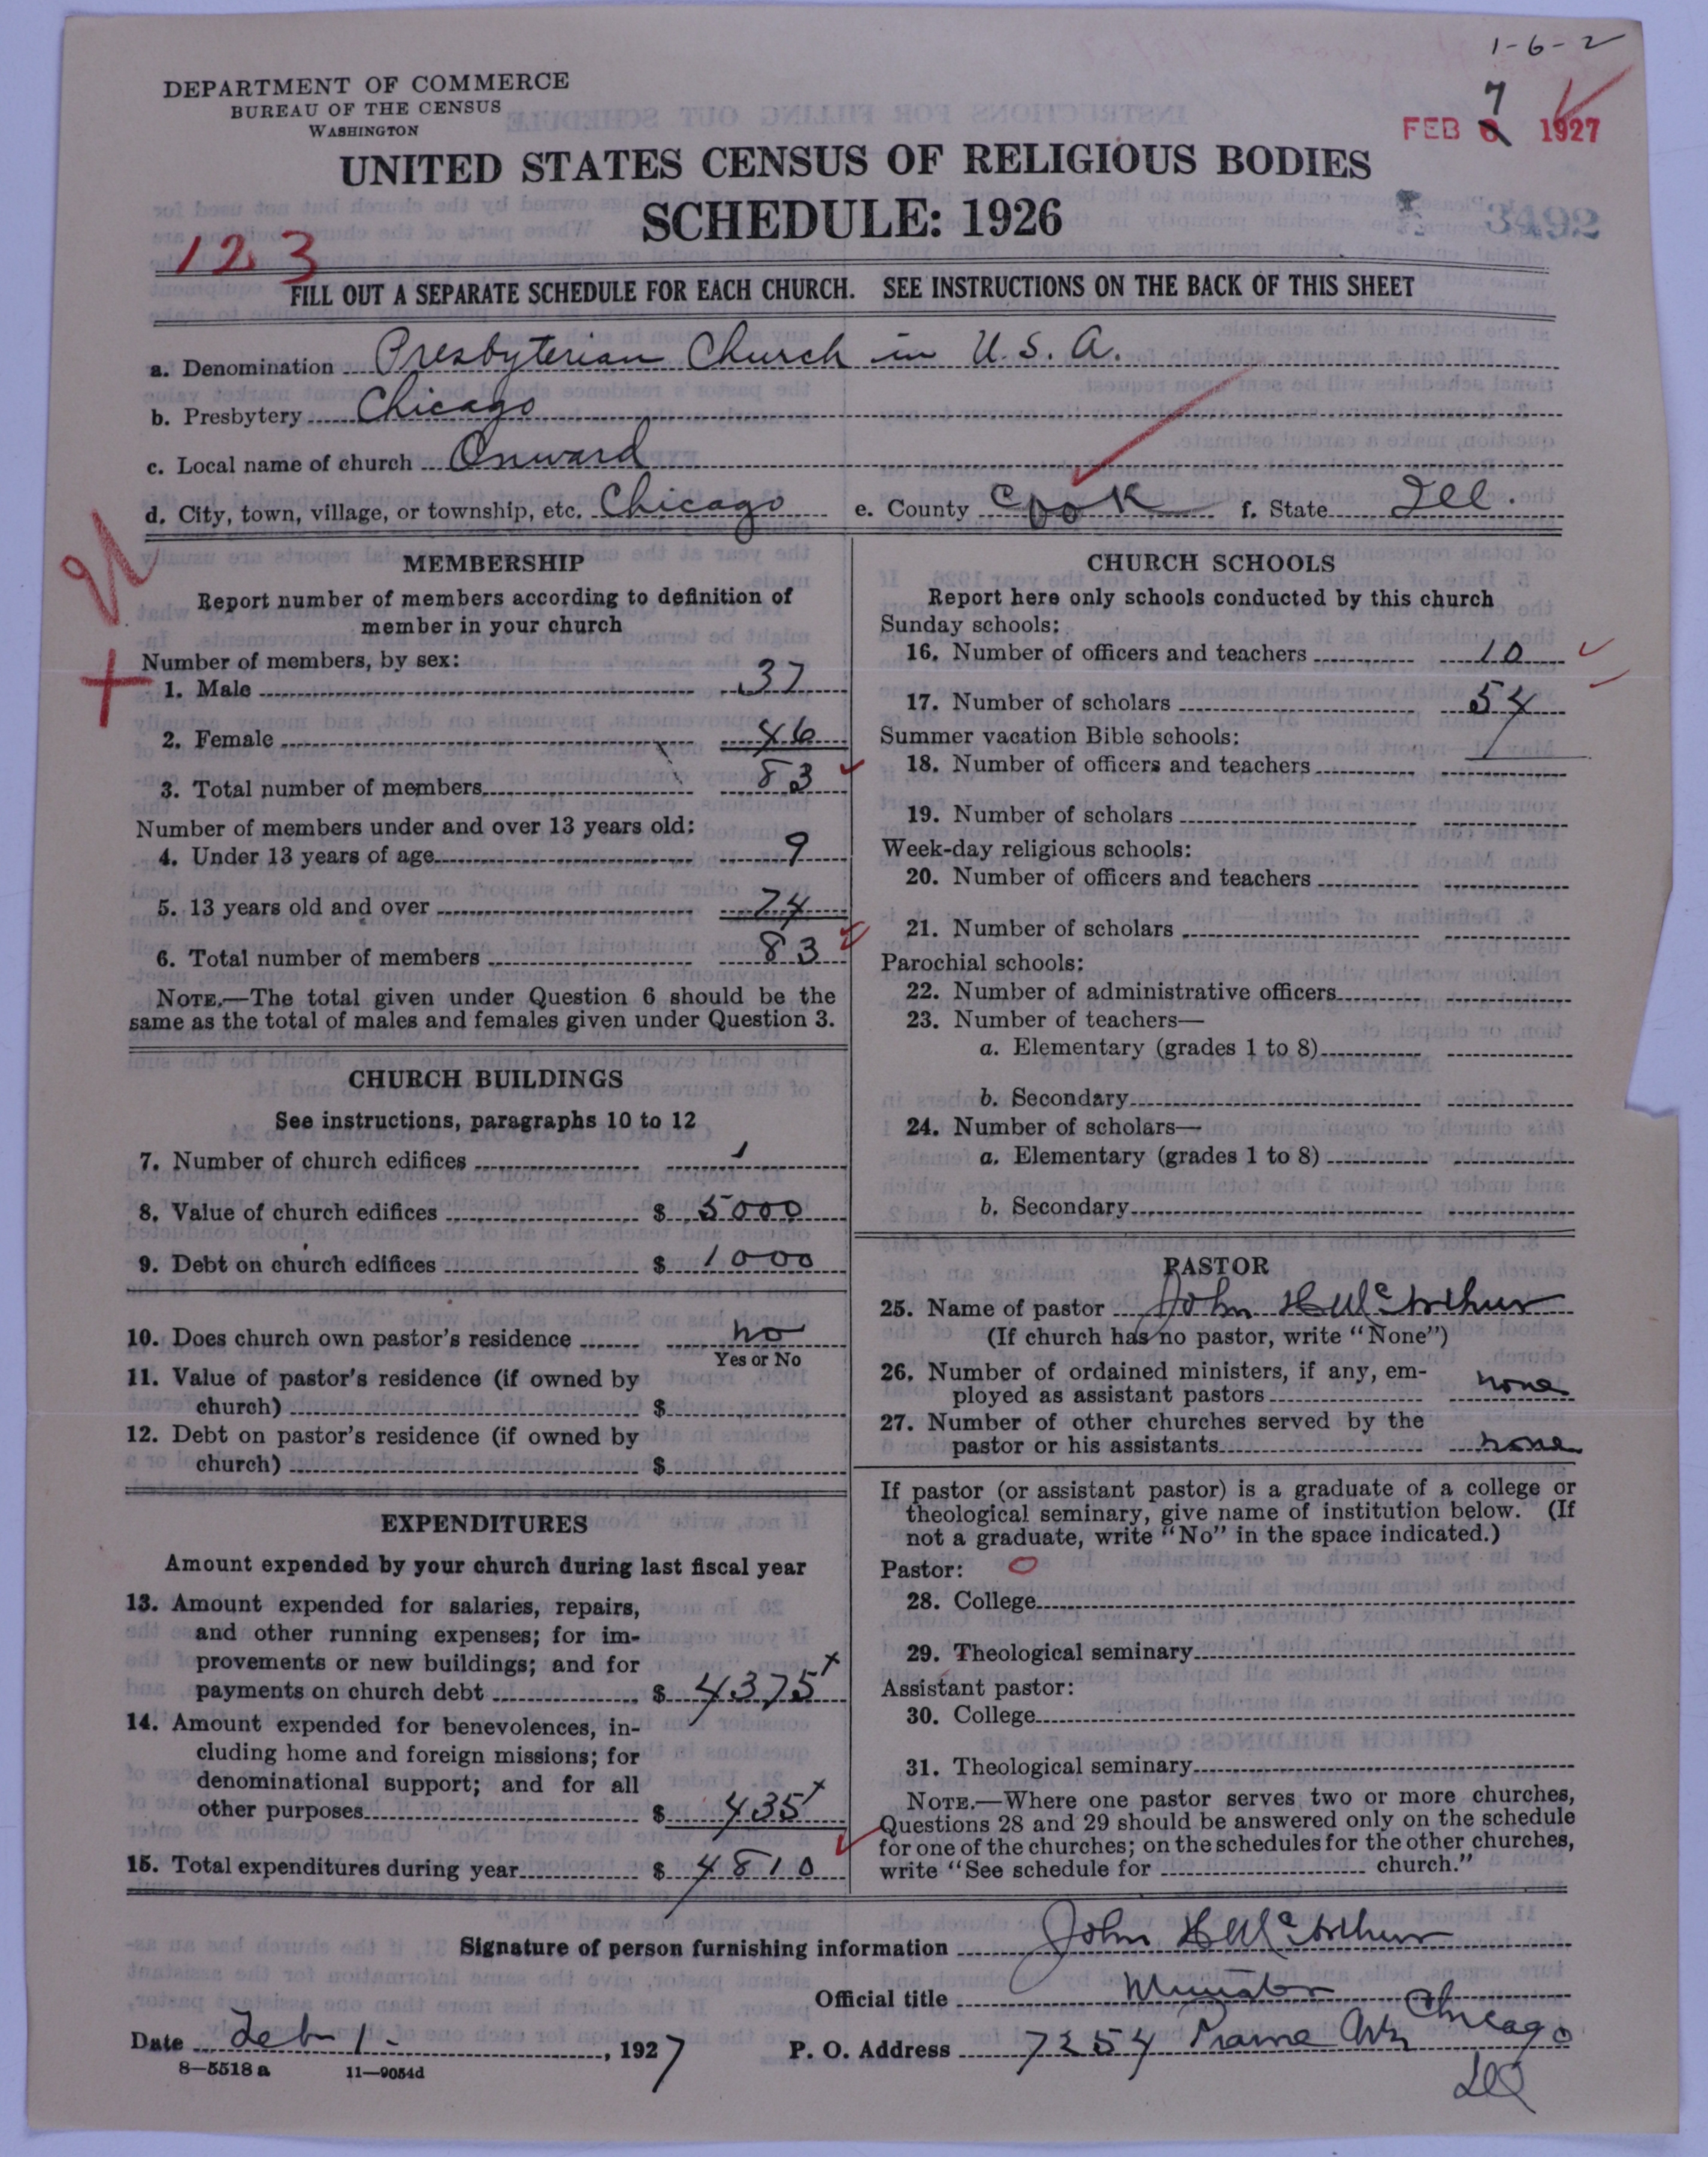 1-6-2
DEPARTMENT OF COMMERCE
BUREAU OF THE CENSUS
WASHINGTON
7
FEB 6 1927
UNITED STATES CENSUS OF RELIGIOUS BODIES
SCHEDULE: 1926
3492
123
FILL OUT A SEPARATE SCHEDULE FOR EACH CHURCH. SEE INSTRUCTIONS ON THE BACK OF THIS SHEET
a. Denomination Presbyterian Church in U. S. A.
b. Presbytery Chicago
c. Local name of church Onward
d. City, town, village, or township, etc. Chicago e. County Cook f. State Ill.
MEMBERSHIP
Report number of members according to definition of
member in your church
Number of members, by sex:
1. Male 37
2. Female 46
3. Total number of members 83
Number of members under and over 13 years old:
4. Under 13 years of age 9
5. 13 years old and over 74
6. Total number of members 83
NOTE.—The total given under Question 6 should be the
same as the total of males and females given under Question 3.
CHURCH BUILDINGS
See instructions, paragraphs 10 to 12
7. Number of church edifices 1
8. Value of church edifices $ 5000
9. Debt on church edifices $ 1000
10. Does church own pastor's residence no
Yes or No
11. Value of pastor's residence (if owned by
church) $
12. Debt on pastor's residence (if owned by
church) $
EXPENDITURES
Amount expended by your church during last fiscal year
13. Amount expended for salaries, repairs,
and other running expenses; for im-
provements or new buildings; and for
payments on church debt $ 4375 x
14. Amount expended for benevolences, in-
cluding home and foreign missions; for
denominational support; and for all
other purposes $ 435 x
15. Total expenditures during year $ 4810
CHURCH SCHOOLS
Report here only schools conducted by this church
Sunday schools:
16. Number of officers and teachers 10
17. Number of scholars 54
Summer vacation Bible schools:
18. Number of officers and teachers
19. Number of scholars
Week-day religious schools:
20. Number of officers and teachers
21. Number of scholars
Parochial schools:
22. Number of administrative officers
23. Number of teachers—
a. Elementary (grades 1 to 8)
b. Secondary
24. Number of scholars—
a. Elementary (grades 1 to 8)
b. Secondary
PASTOR
25. Name of pastor John H McArthur
(If church has no pastor, write "None")
26. Number of ordained ministers, if any, em-
ployed as assistant pastors none
27. Number of other churches served by the
pastor or his assistants none
If pastor (or assistant pastor) is a graduate of a college or
theological seminary, give name of institution below. (If
not a graduate, write "No" in the space indicated.)
Pastor: O
28. College
29. Theological seminary
Assistant pastor:
30. College
31. Theological seminary
NOTE.—Where one pastor serves two or more churches,
Questions 28 and 29 should be answered only on the schedule
for one of the churches; on the schedules for the other churches,
write "See schedule for church."
Signature of person furnishing information John H McArthur
Official title Minister
Date Feb 1 - , 1927 P. O. Address 7254 Prairie Ave Chicago
Ill
8—5518 a 11—9054d